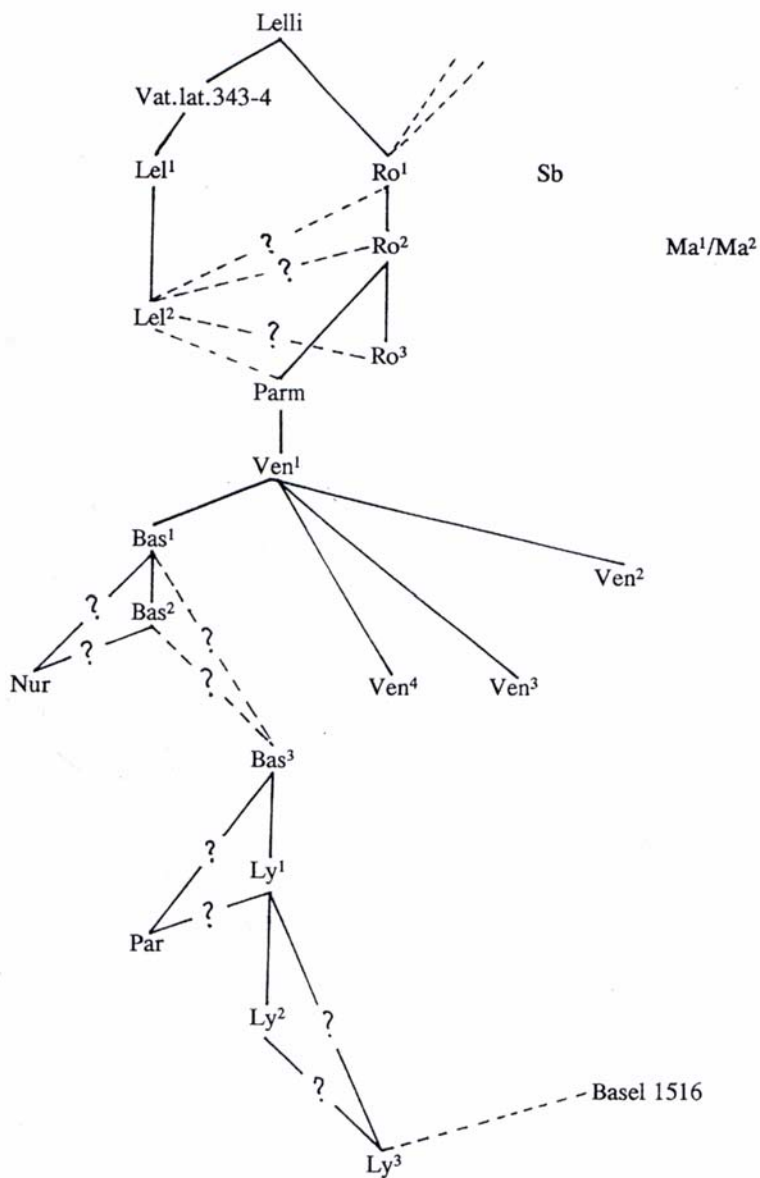 Lelli
Vat.lat.343-4
Lel¹ Ro¹ Sb
? Ro² Ma¹/Ma²
?
Lel² ? Ro³
Parm
Ven¹
Bas¹
Ven²
? Bas² ?
? ?
Nur Ven⁴ Ven³
Bas³
?
Ly¹
?
Par
Ly² ?
?
Basel 1516
Ly³